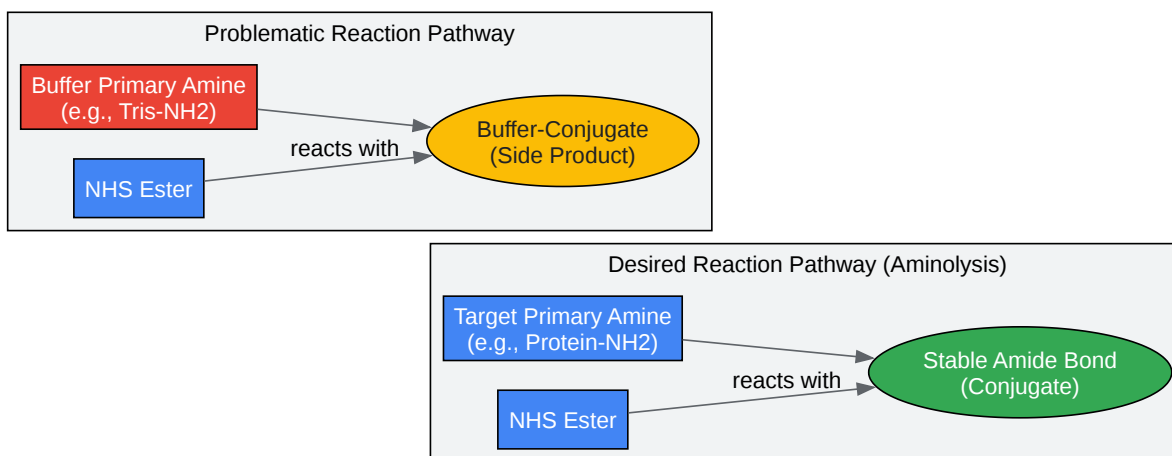 Problematic Reaction Pathway
Buffer Primary Amine
(e.g., Tris-NH2)
reacts with
NHS Ester
Buffer-Conjugate
(Side Product)
Desired Reaction Pathway (Aminolysis)
Target Primary Amine
(e.g., Protein-NH2)
reacts with
NHS Ester
Stable Amide Bond
(Conjugate)